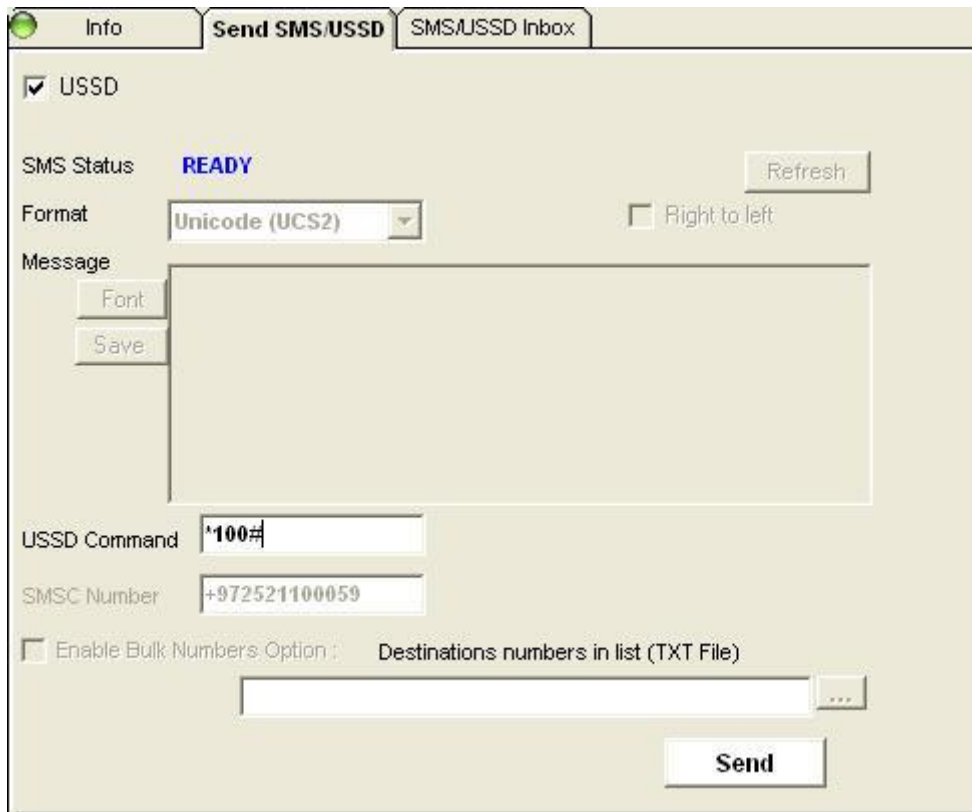 Info Send SMS/USSD SMS/USSD Inbox
USSD
SMS Status READY Refresh
Format Unicode (UCS2) Right to left
Message
Font
Save
USSD Command *100#
SMSC Number +972521100059
Enable Bulk Numbers Option : Destinations numbers in list (TXT File)
...
Send